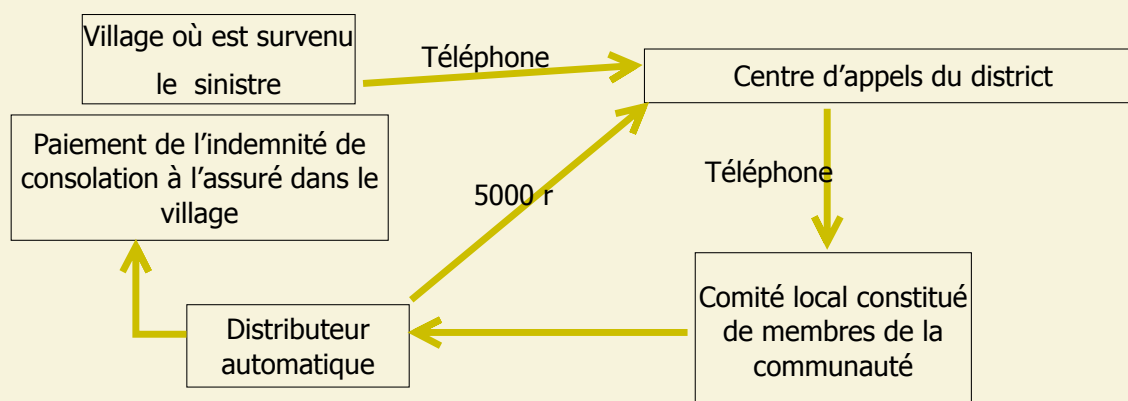 Village où est survenu
le sinistre
Téléphone
Centre d'appels du district
Paiement de l'indemnité de
consolation à l'assuré dans le
village
5000 r
Téléphone
Distributeur
automatique
Comité local constitué
de membres de la
communauté